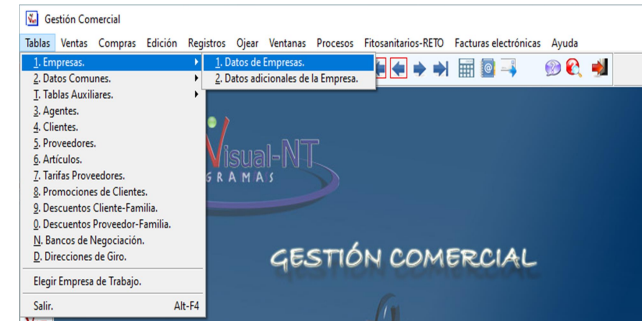 Gestión Comercial
Tablas Ventas Compras Edición Registros Ojear Ventanas Procesos Fitosanitarios-RETO Facturas electrónicas Ayuda
1. Empresas.
1. Datos de Empresas.
2. Datos Comunes.
2. Datos adicionales de la Empresa.
T. Tablas Auxiliares.
3. Agentes.
4. Clientes.
5. Proveedores.
6. Artículos.
7. Tarifas Proveedores.
8. Promociones de Clientes.
9. Descuentos Cliente-Familia.
0. Descuentos Proveedor-Familia.
N. Bancos de Negociación.
D. Direcciones de Giro.
Elegir Empresa de Trabajo.
Salir. Alt-F4
Visual-NT
GRAMAS
GESTIÓN COMERCIAL